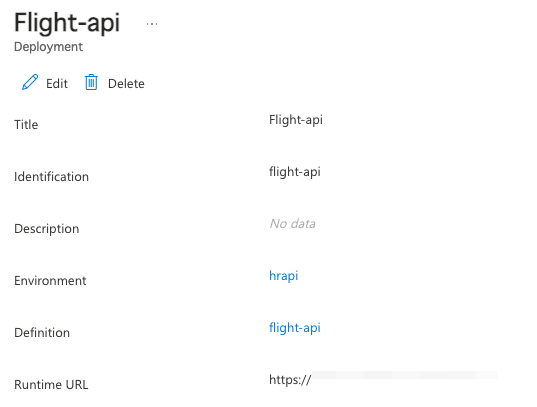 Flight-api ...
Deployment
Edit Delete
Title Flight-api
Identification flight-api
Description No data
Environment hrapi
Definition flight-api
Runtime URL https://